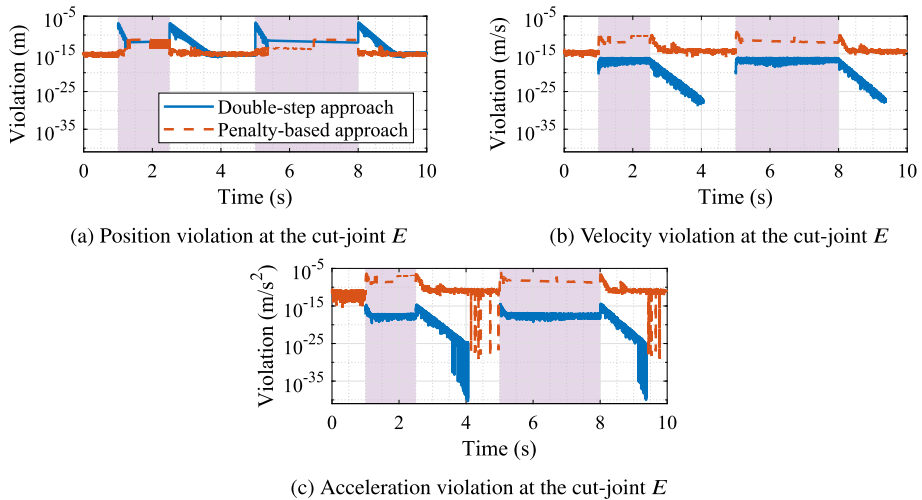 Violation (m)
10-5
10-15
10-25
10-35
Double-step approach
Penalty-based approach
0 2 4 6 8 10
Time (s)
(a) Position violation at the cut-joint E
Violation (m/s)
10-5
10-15
10-25
10-35
0 2 4 6 8 10
Time (s)
(b) Velocity violation at the cut-joint E
Violation (m/s2)
10-5
10-15
10-25
10-35
0 2 4 6 8 10
Time (s)
(c) Acceleration violation at the cut-joint E